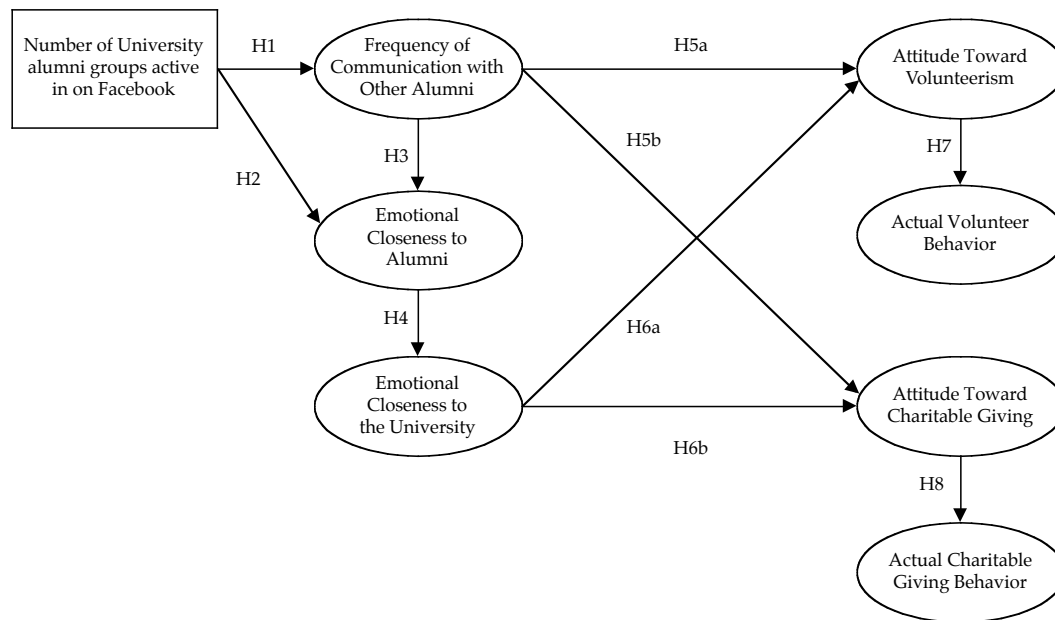 Number of University
alumni groups active
in on Facebook
H1
Frequency of
Communication with
Other Alumni
H5a
Attitude Toward
Volunteerism
H2
H3
H5b
H7
Emotional
Closeness to
Alumni
Actual Volunteer
Behavior
H4
H6a
Emotional
Closeness to
the University
H6b
Attitude Toward
Charitable Giving
H8
Actual Charitable
Giving Behavior